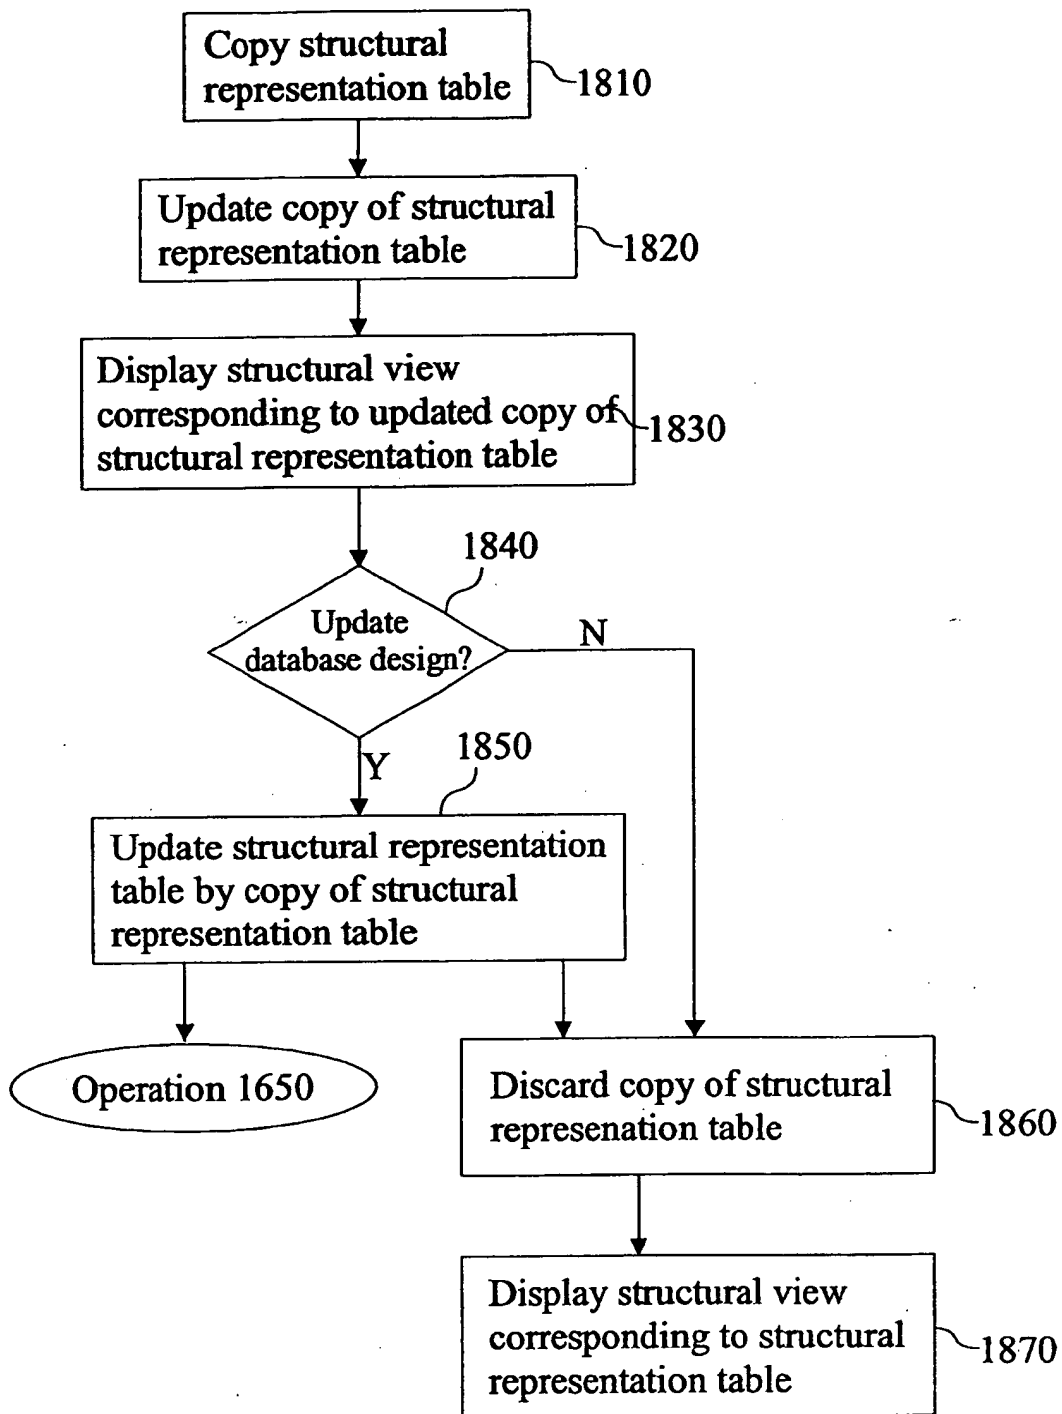 Copy structural
representation table
1810
Update copy of structural
representation table
1820
Display structural view
corresponding to updated copy of
structural representation table
1830
1840
Update
database design?
N
Y
1850
Update structural representation
table by copy of structural
representation table
Operation 1650
Discard copy of structural
represenation table
1860
Display structural view
corresponding to structural
representation table
1870